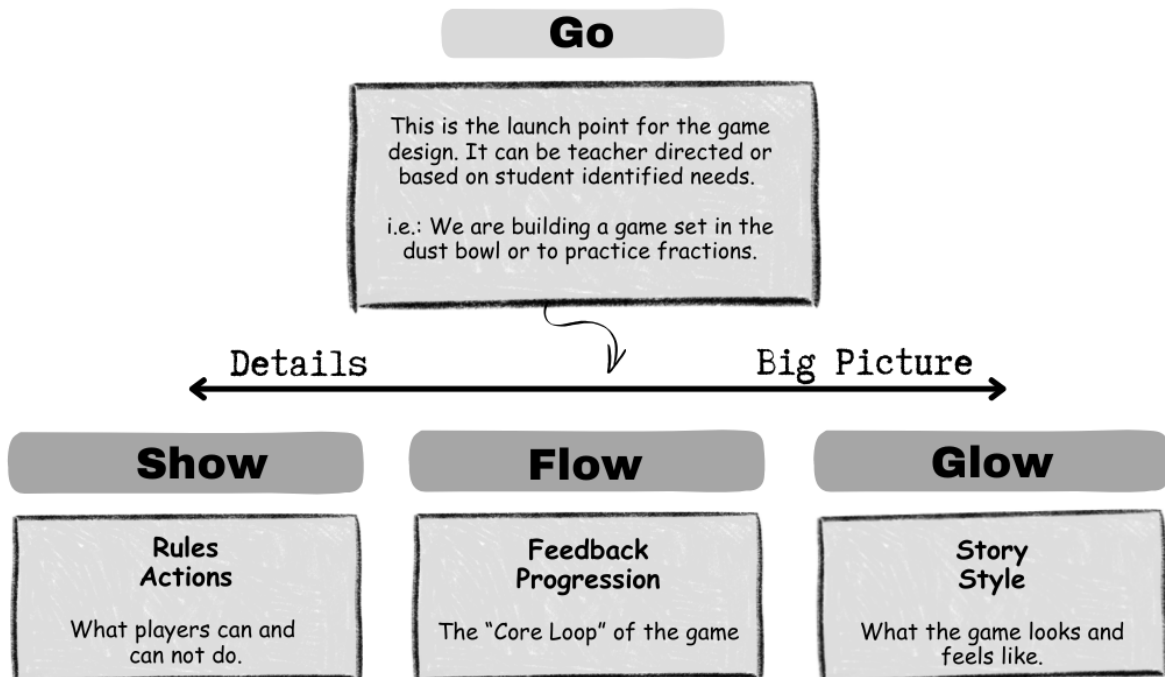 Go
This is the launch point for the game
design. It can be teacher directed or
based on student identified needs.
i.e.: We are building a game set in the
dust bowl or to practice fractions.
Details
Big Picture
Show
Flow
Glow
Rules
Actions
What players can and
can not do.
Feedback
Progression
The “Core Loop” of the game
Story
Style
What the game looks and
feels like.